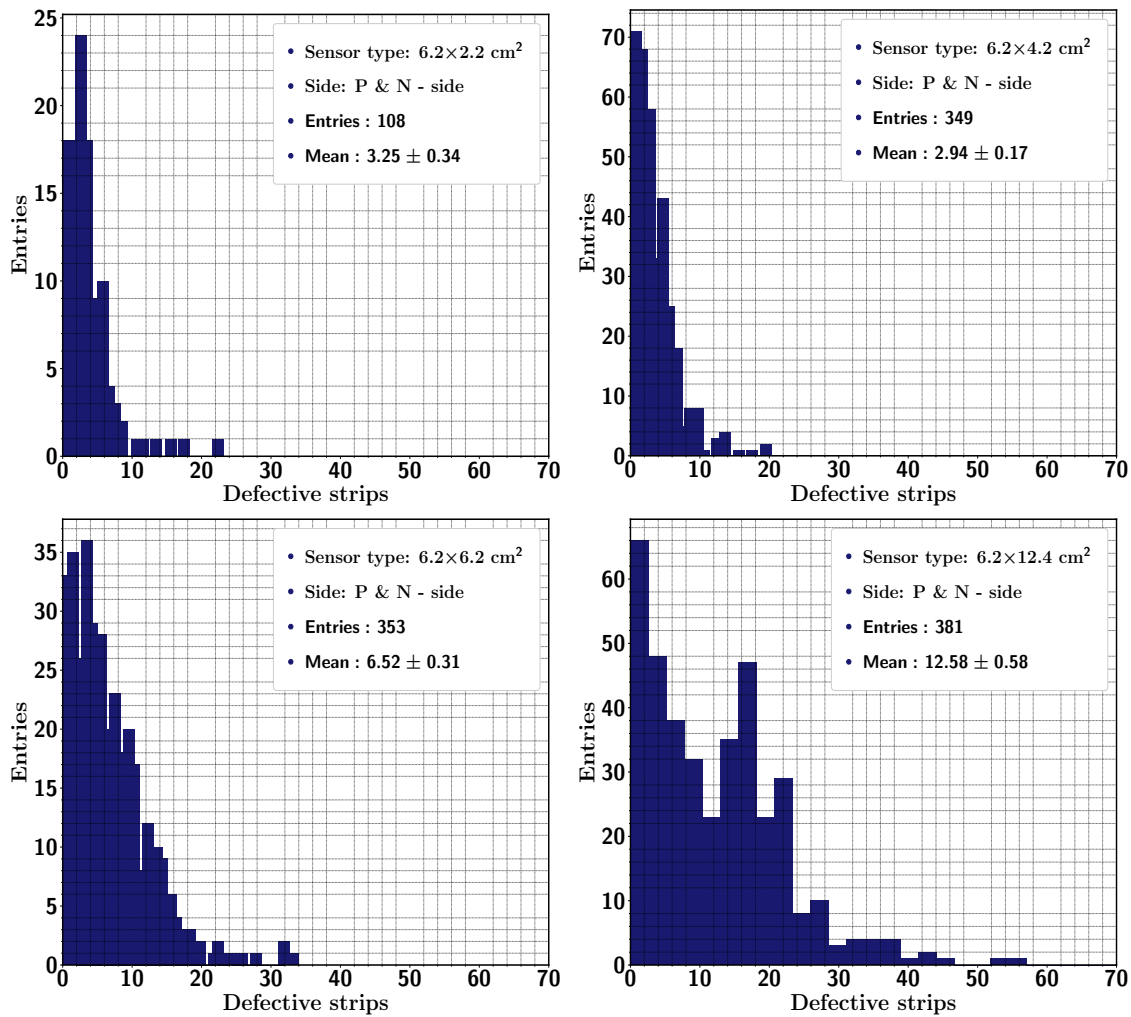 • Sensor type: 6.2×2.2 cm²
• Side: P & N - side
• Entries : 108
• Mean : 3.25 ± 0.34
Entries
25
20
15
10
5
0
0 10 20 30 40 50 60 70
Defective strips
• Sensor type: 6.2×4.2 cm²
• Side: P & N - side
• Entries : 349
• Mean : 2.94 ± 0.17
Entries
70
60
50
40
30
20
10
0
0 10 20 30 40 50 60 70
Defective strips
• Sensor type: 6.2×6.2 cm²
• Side: P & N - side
• Entries : 353
• Mean : 6.52 ± 0.31
Entries
35
30
25
20
15
10
5
0
0 10 20 30 40 50 60 70
Defective strips
• Sensor type: 6.2×12.4 cm²
• Side: P & N - side
• Entries : 381
• Mean : 12.58 ± 0.58
Entries
60
50
40
30
20
10
0
0 10 20 30 40 50 60 70
Defective strips